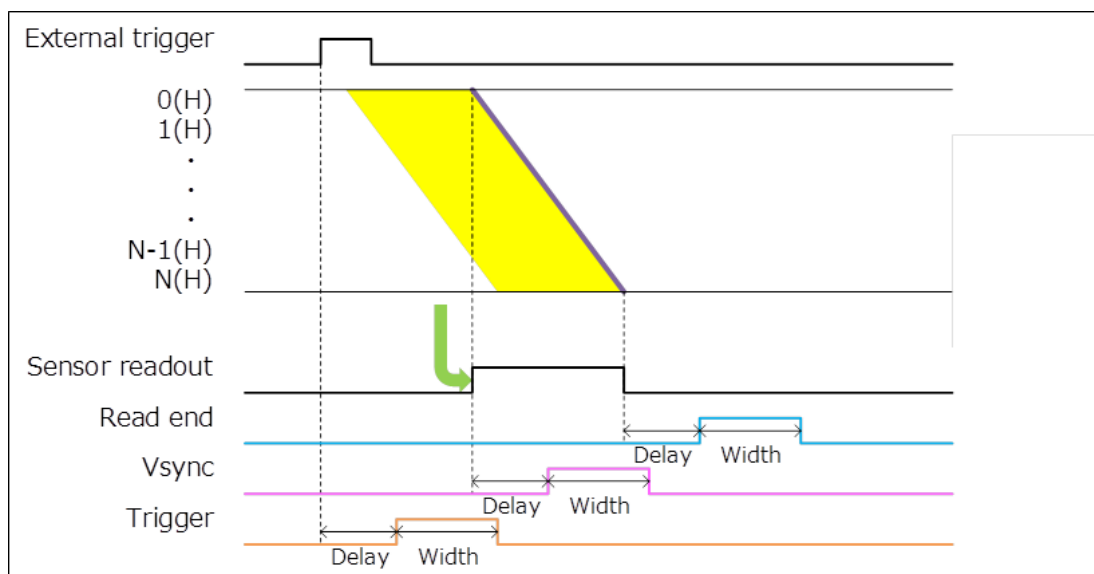 External trigger
0(H)
1(H)
.
.
.
N-1(H)
N(H)
Sensor readout
Read end
Delay Width
Vsync
Delay Width
Trigger
Delay Width